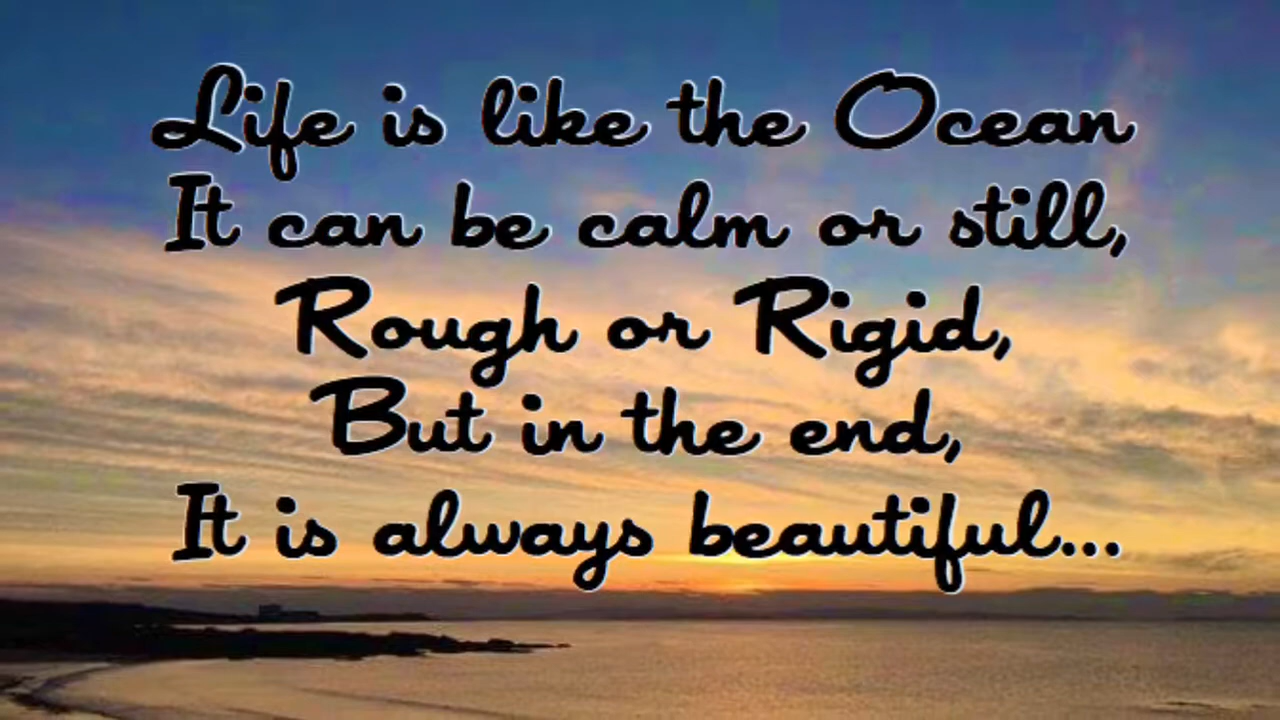 Life is like the Ocean
It can be calm or still,
Rough or Rigid,
But in the end,
It is always beautiful...